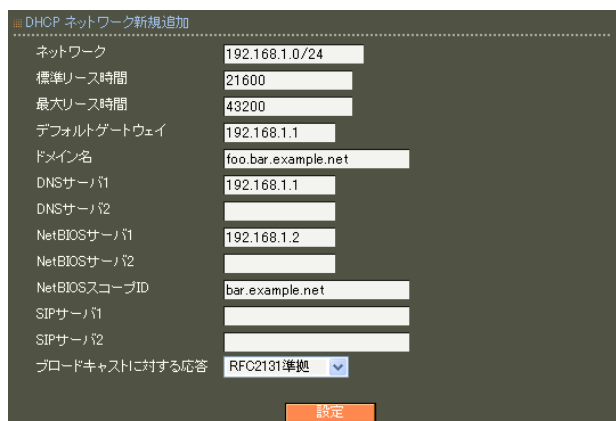 DHCP ネットワーク新規追加
ネットワーク 192.168.1.0/24
標準リース時間 21600
最大リース時間 43200
デフォルトゲートウェイ 192.168.1.1
ドメイン名 foo.bar.example.net
DNSサーバ1 192.168.1.1
DNSサーバ2
NetBIOSサーバ1 192.168.1.2
NetBIOSサーバ2
NetBIOSスコープID bar.example.net
SIPサーバ1
SIPサーバ2
ブロードキャストに対する応答 RFC2131準拠
設定